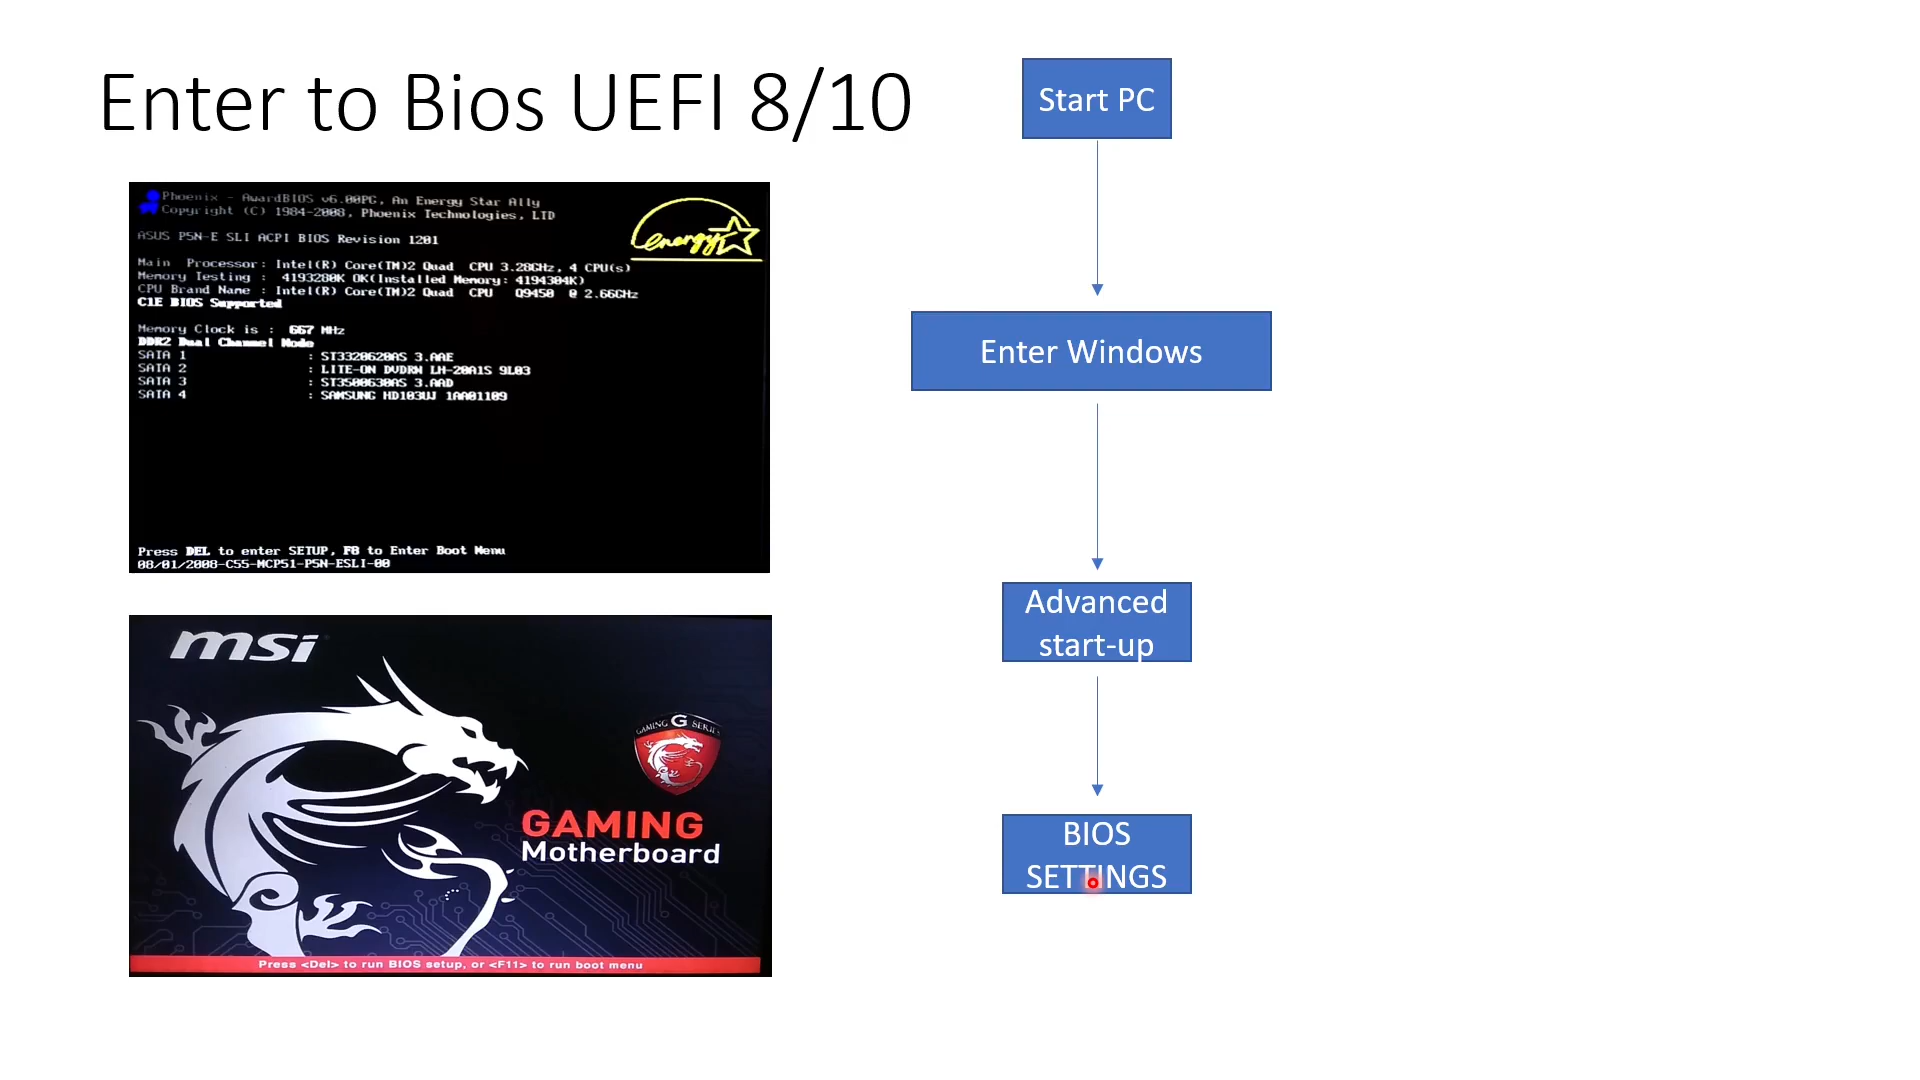 Enter to Bios UEFI 8/10
Phoenix - AwardBIOS v6.00PG, An Energy Star Ally
Copyright (C) 1984-2008, Phoenix Technologies, LTD
energy
ASUS P5N-E SLI ACPI BIOS Revision 1201
Main Processor: Intel(R) Core(TM)2 Quad CPU 3.28GHz, 4 CPU(s)
Memory Testing : 4193280K OK(Installed Memory: 4194304K)
CPU Brand Name : Intel(R) Core(TM)2 Quad CPU Q9450 @ 2.66GHz
C1E BIOS Supported
Memory Clock is : 667 MHz
DDR2 Dual Channel Mode
SATA 1 : ST3320620AS 3.AAE
SATA 2 : LITE-ON DVDRW LH-20A1S 9L03
SATA 3 : ST3500630AS 3.AAD
SATA 4 : SAMSUNG HD103UJ 1AA01109
Press DEL to enter SETUP, F8 to Enter Boot Menu
08/01/2008-C55-MCP51-P5N-ESLI-00
msi
GAMING G SERIES
GAMING
Motherboard
Press <Del> to run BIOS setup, or <F11> to run boot menu
Start PC
Enter Windows
Advanced
start-up
BIOS
SETTINGS